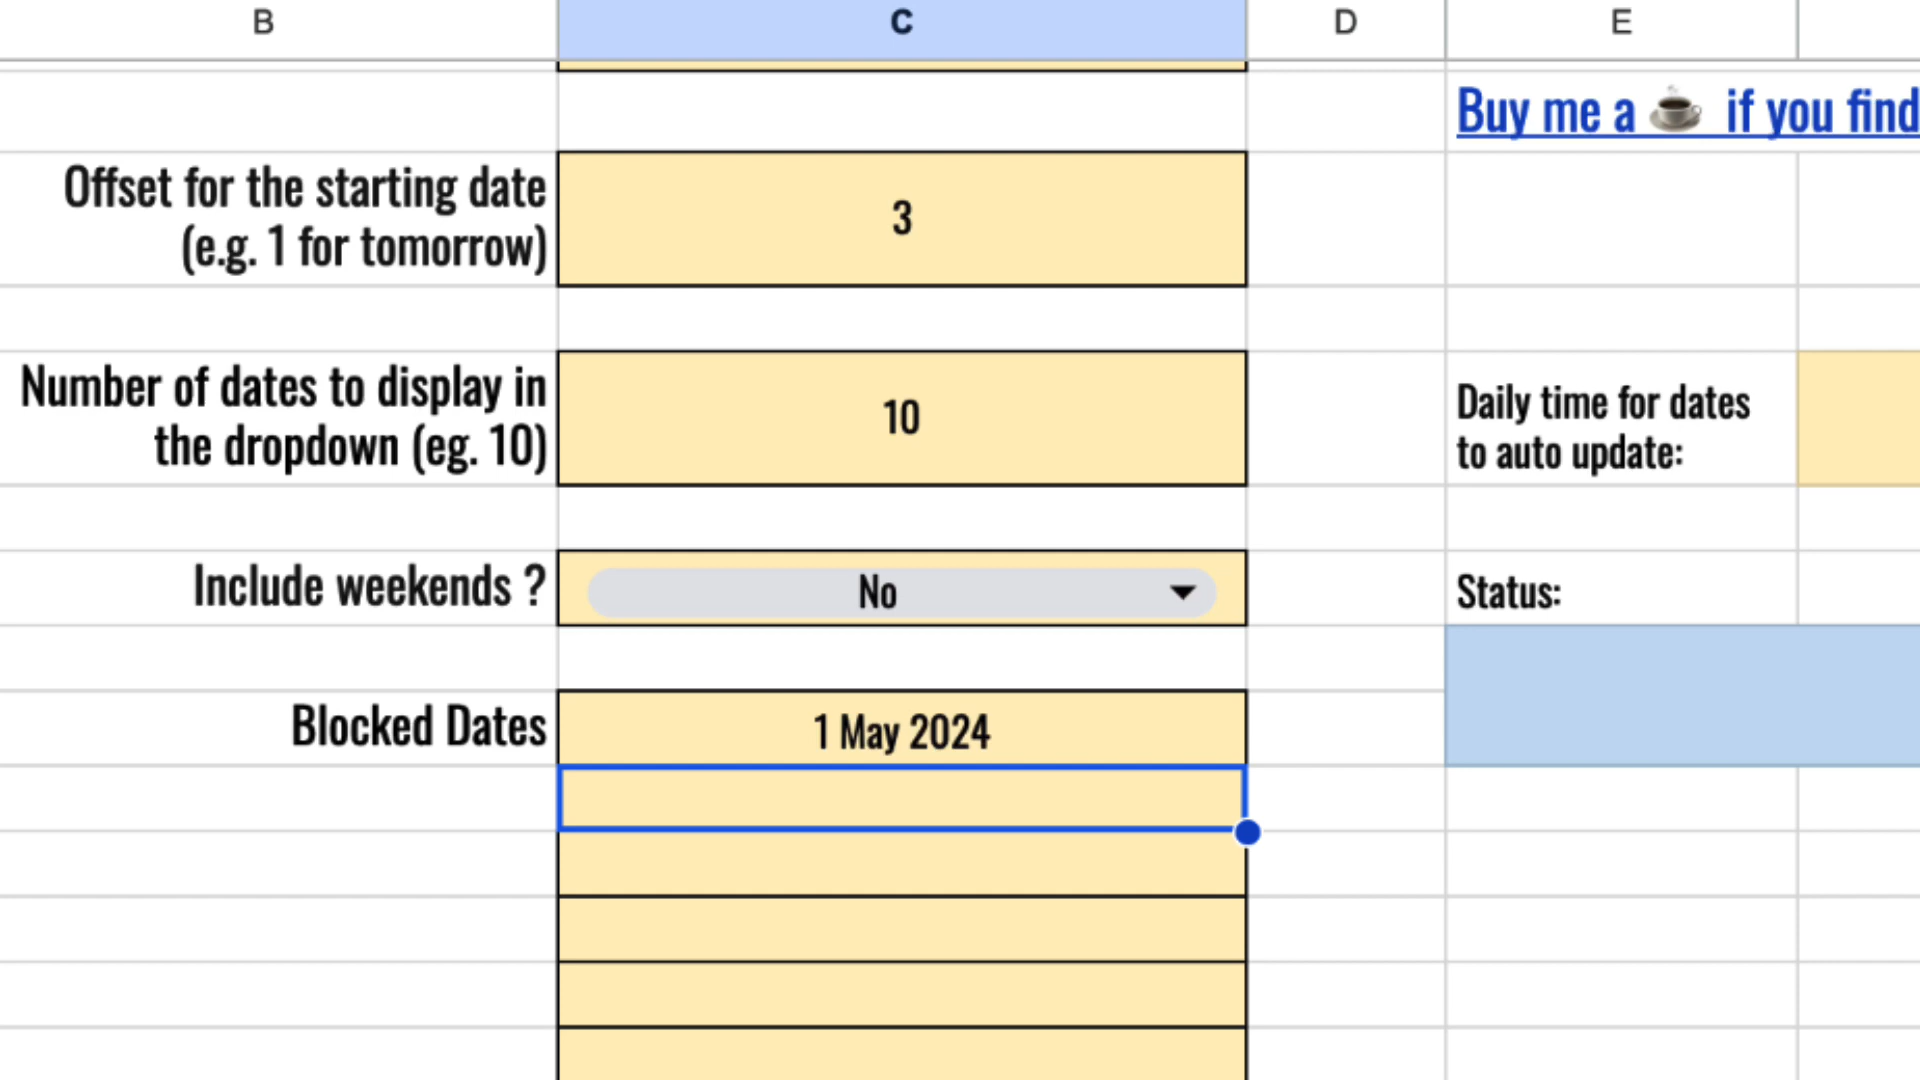 B C D E
Buy me a ☕ if you find
Offset for the starting date
(e.g. 1 for tomorrow)
3
Number of dates to display in
the dropdown (eg. 10)
10
Daily time for dates
to auto update:
Include weekends ?
No
Status:
Blocked Dates
1 May 2024